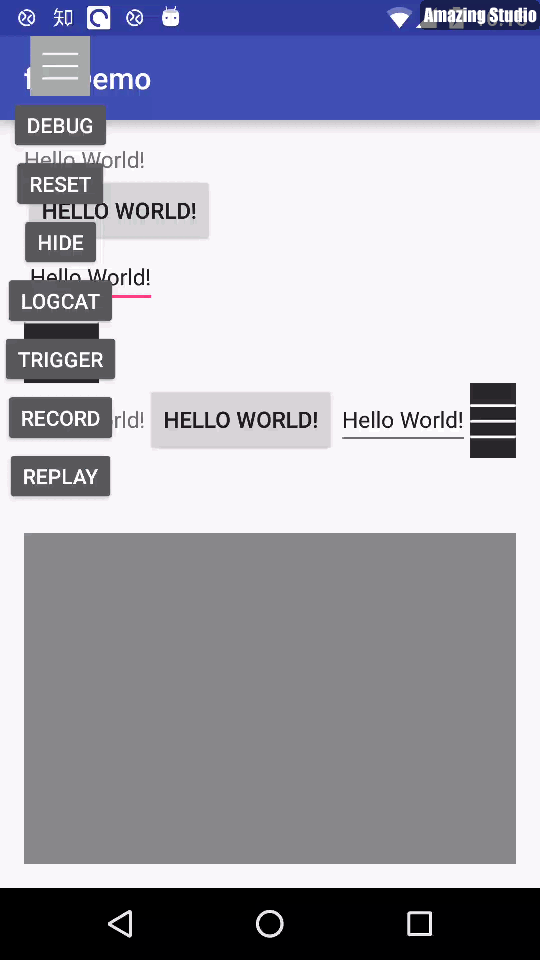 知
Amazing Studio
f
emo
DEBUG
Hello World!
RESET
HELLO WORLD!
HIDE
Hello World!
LOGCAT
TRIGGER
RECORD
rld!
HELLO WORLD!
Hello World!
REPLAY